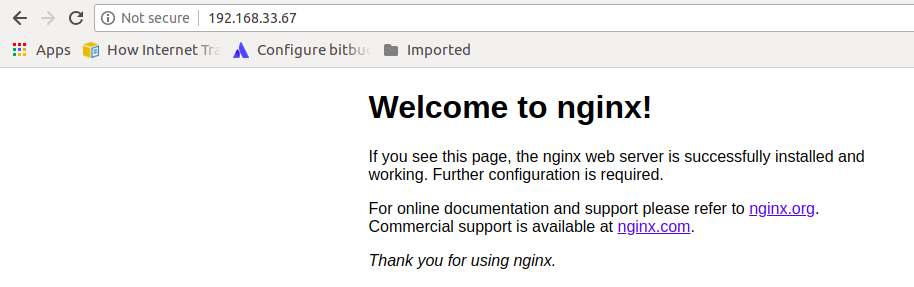 Not secure 192.168.33.67
Apps How Internet Tra Configure bitbu Imported
Welcome to nginx!
If you see this page, the nginx web server is successfully installed and
working. Further configuration is required.
For online documentation and support please refer to nginx.org.
Commercial support is available at nginx.com.
Thank you for using nginx.